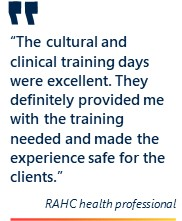 “The cultural and
clinical training days
were excellent. They
definitely provided me
with the training
needed and made the
experience safe for the
clients.”
RAHC health professional